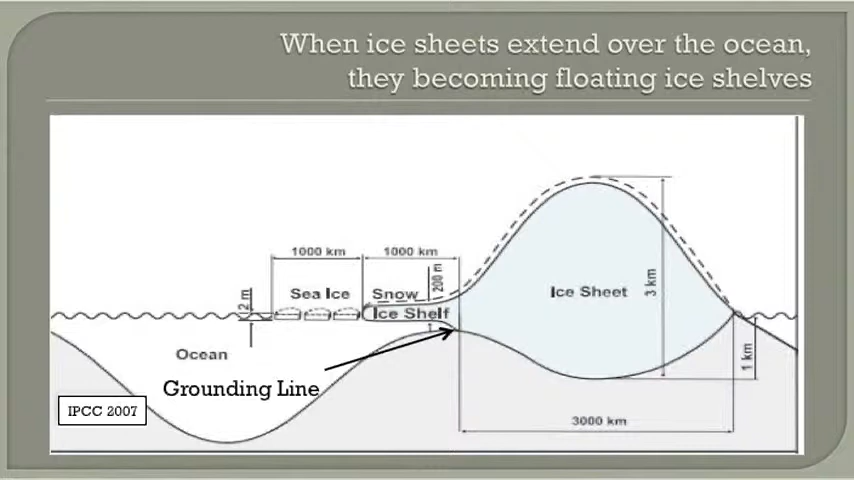 When ice sheets extend over the ocean,
they becoming floating ice shelves
1000 km
1000 km
200 m
2 m
Sea Ice
Snow
Ice Shelf
Ice Sheet
3 km
Ocean
1 km
Grounding Line
IPCC 2007
3000 km